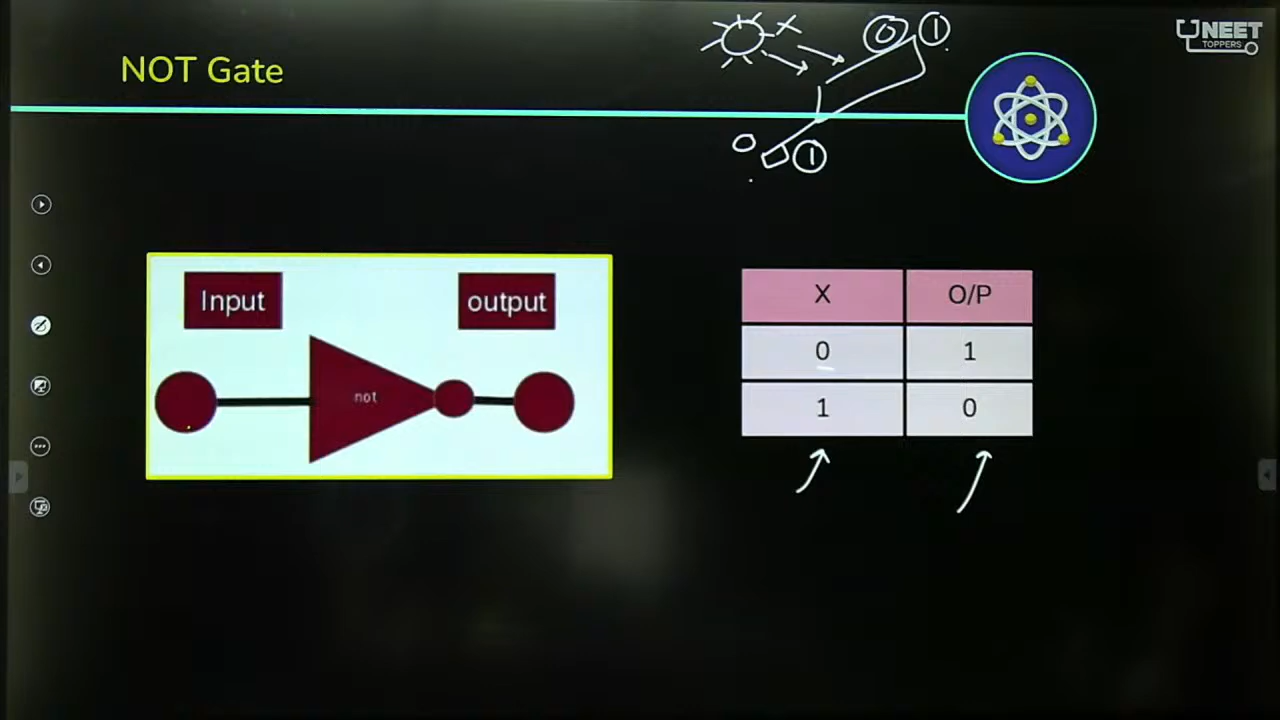 NOT Gate
X
0 1
NEET
TOPPERS
0 1
Input output
not
X O/P
0 1
1 0